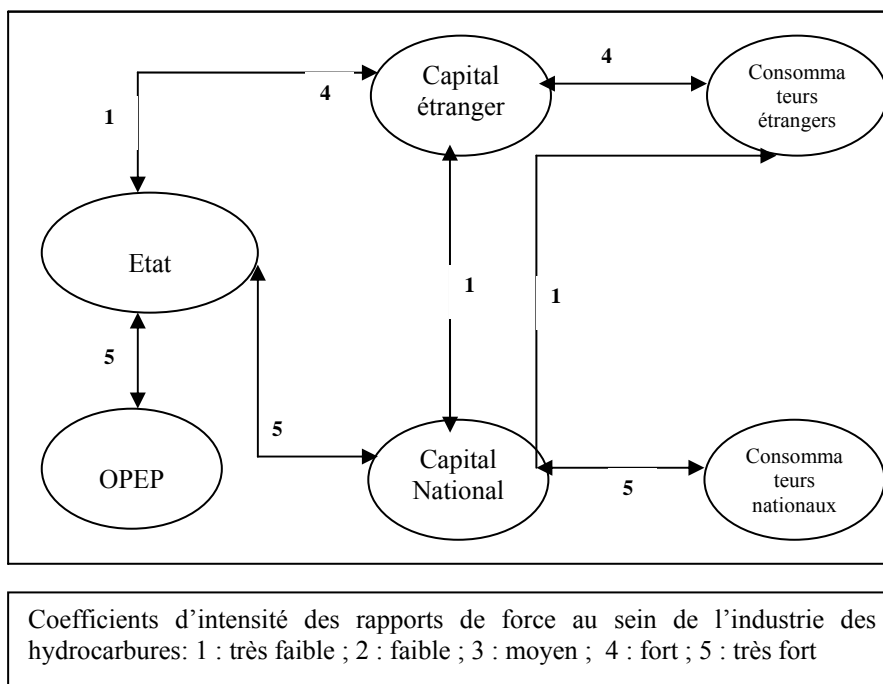 Capital
étranger
4
Consomma
teurs
étrangers
4
1
Etat
1
1
5
5
OPEP
Capital
National
5
Consomma
teurs
nationaux
Coefficients d'intensité des rapports de force au sein de l'industrie des
hydrocarbures: 1 : très faible ; 2 : faible ; 3 : moyen ; 4 : fort ; 5 : très fort